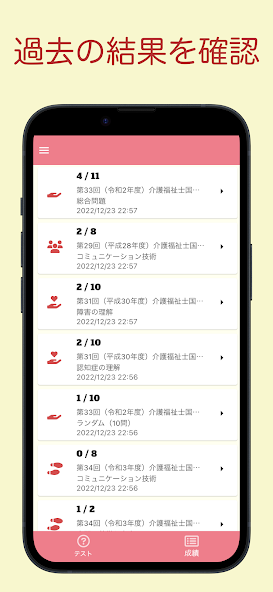 過去の結果を確認
4 / 11
第33回（令和2年度）介護福祉士国…
総合問題
2022/12/23 22:57
2 / 8
第29回（平成28年度）介護福祉士国…
コミュニケーション技術
2022/12/23 22:57
2 / 10
第31回（平成30年度）介護福祉士国…
障害の理解
2022/12/23 22:57
2 / 10
第31回（平成30年度）介護福祉士国…
認知症の理解
2022/12/23 22:56
1 / 10
第33回（令和2年度）介護福祉士国…
ランダム（10問）
2022/12/23 22:56
0 / 8
第34回（令和3年度）介護福祉士国…
コミュニケーション技術
2022/12/23 22:56
1 / 2
第34回（令和3年度）介護福祉士国…
テスト
成績